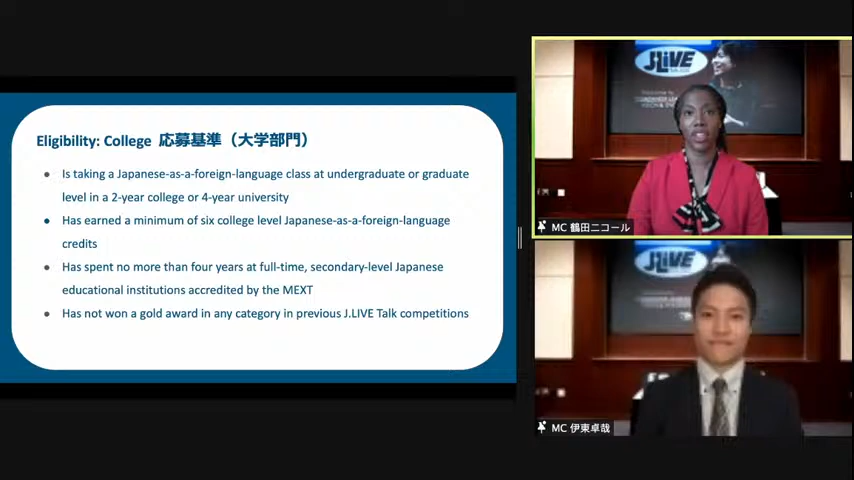 Eligibility: College 応募基準（大学部門）
● Is taking a Japanese-as-a-foreign-language class at undergraduate or graduate
level in a 2-year college or 4-year university
● Has earned a minimum of six college level Japanese-as-a-foreign-language
credits
● Has spent no more than four years at full-time, secondary-level Japanese
educational institutions accredited by the MEXT
● Has not won a gold award in any category in previous J.LIVE Talk competitions
J.LIVE
MC 鶴田ニコール
J.LIVE
MC 伊東卓哉